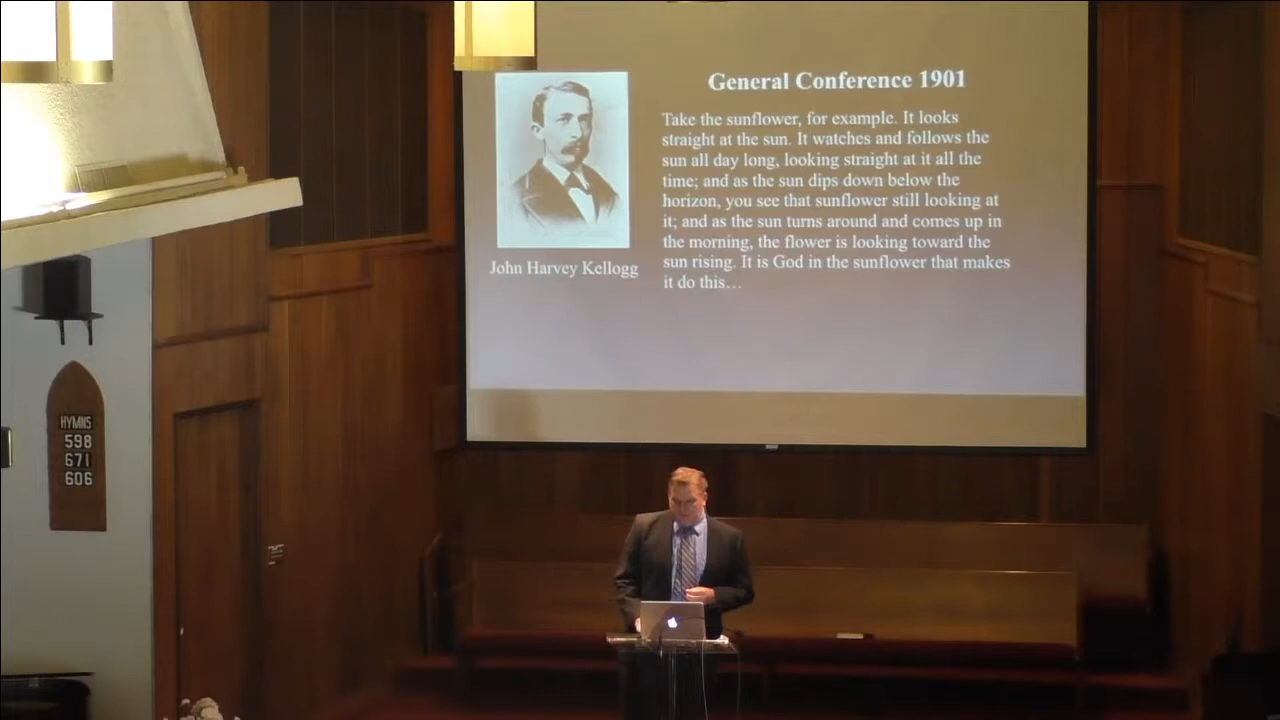 General Conference 1901
Take the sunflower, for example. It looks
straight at the sun. It watches and follows the
sun all day long, looking straight at it all the
time; and as the sun dips down below the
horizon, you see that sunflower still looking at
it; and as the sun turns around and comes up in
the morning, the flower is looking toward the
sun rising. It is God in the sunflower that makes
it do this…
John Harvey Kellogg
HYMNS
598
671
606